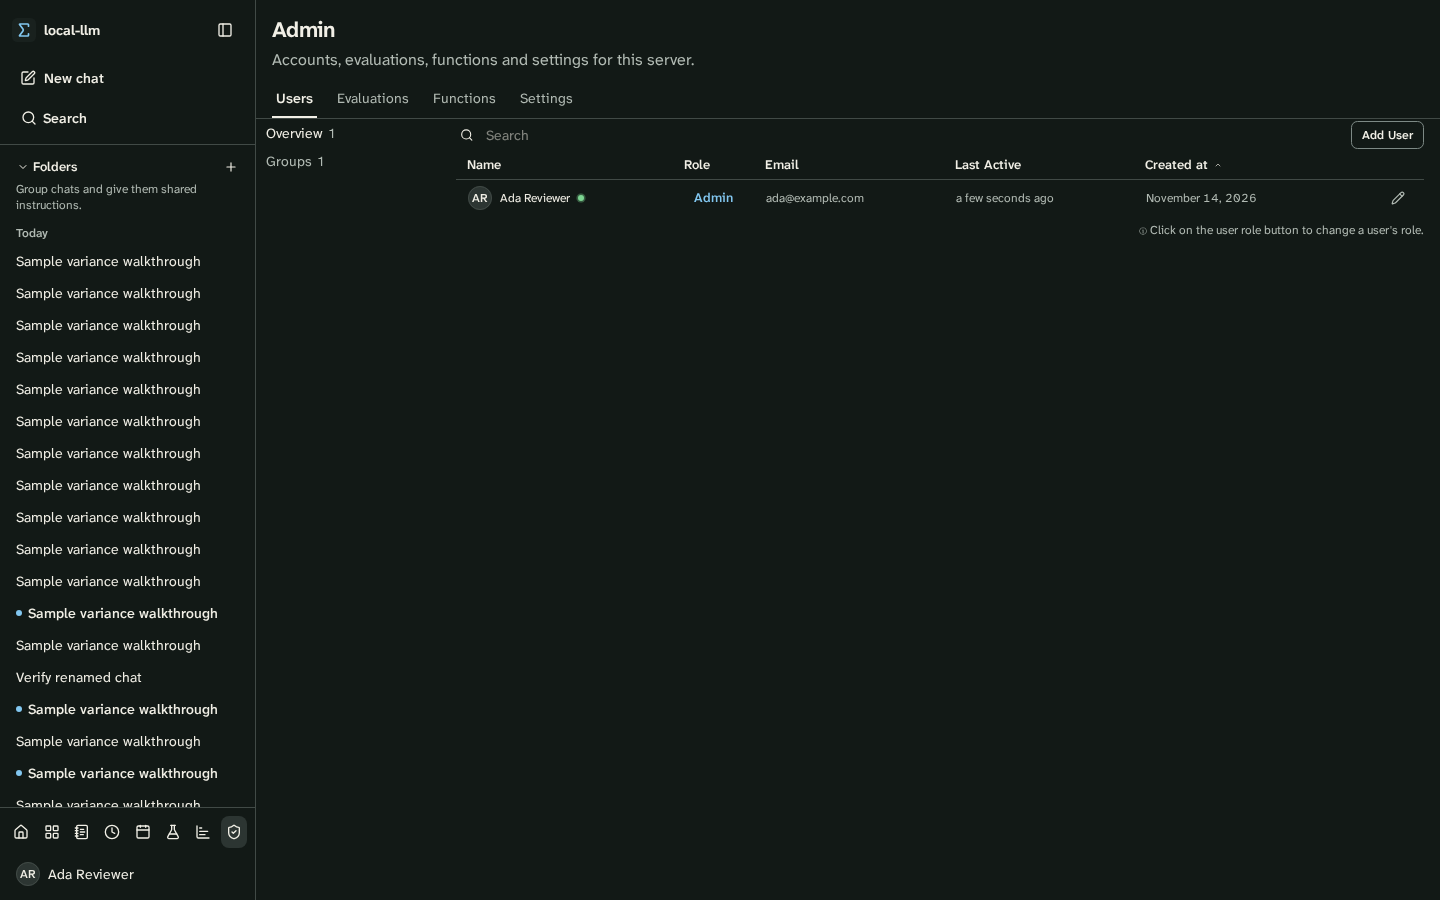 local-llm
New chat
Search
Folders
Group chats and give them shared
instructions.
Today
Sample variance walkthrough
Sample variance walkthrough
Sample variance walkthrough
Sample variance walkthrough
Sample variance walkthrough
Sample variance walkthrough
Sample variance walkthrough
Sample variance walkthrough
Sample variance walkthrough
Sample variance walkthrough
Sample variance walkthrough
Sample variance walkthrough
Sample variance walkthrough
Verify renamed chat
Sample variance walkthrough
Sample variance walkthrough
Sample variance walkthrough
Sample variance walkthrough
AR Ada Reviewer
Admin
Accounts, evaluations, functions and settings for this server.
Users Evaluations Functions Settings
Overview 1
Groups 1
Search Add User
Name Role Email Last Active Created at
AR Ada Reviewer Admin ada@example.com a few seconds ago November 14, 2026
Click on the user role button to change a user's role.